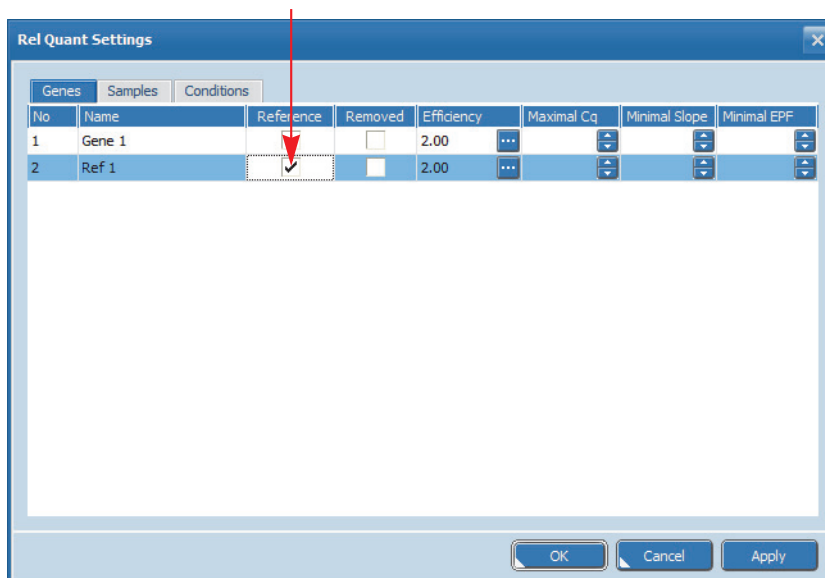 Rel Quant Settings
Genes Samples Conditions
No Name Reference Removed Efficiency Maximal Cq Minimal Slope Minimal EPF
1 Gene 1 2.00 ...
2 Ref 1 2.00 ...
OK Cancel Apply